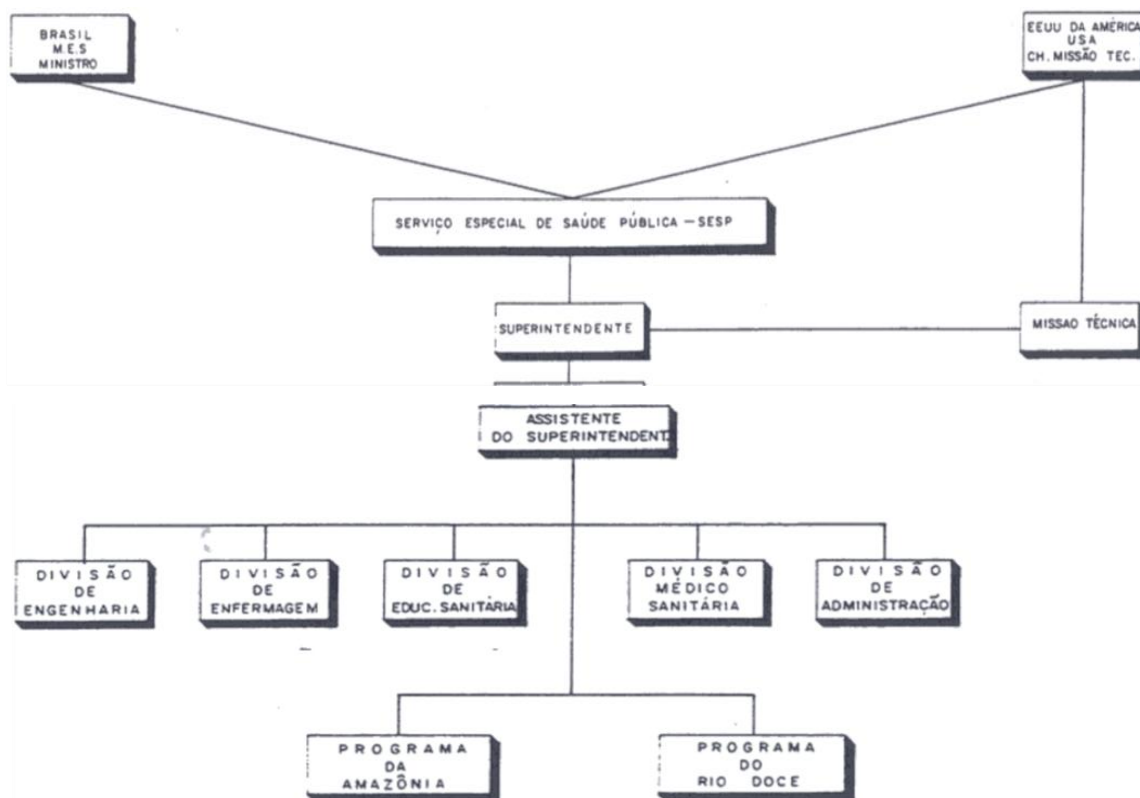 BRASIL
M.E.S
MINISTRO
EEUU DA AMÉRICA
USA
CH. MISSÃO TEC.
SERVIÇO ESPECIAL DE SAÚDE PÚBLICA — SESP
SUPERINTENDENTE
MISSAO TÉCNICA
ASSISTENTE
DO SUPERINTENDENT
DIVISÃO
DE
ENGENHARIA
DIVISÃO
DE
ENFERMAGEM
DIVISÃO
DE
EDUC. SANITÁRIA
DIVISÃO
MÉDICO
SANITÁRIA
DIVISÃO
DE
ADMINISTRAÇÃO
PROGRAMA
DA
AMAZÔNIA
PROGRAMA
DO
RIO DOCE